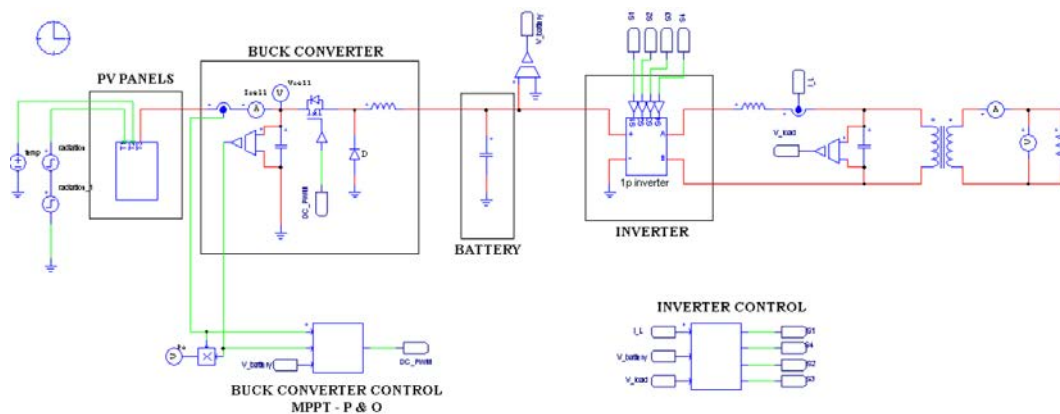 BUCK CONVERTER
PV PANELS
Icell
Vcell
A
V
temp
radiation
radiation_1
D
DC_PWM
V_battery
BATTERY
S1
S2
S3
S4
+
-
A
B
1p inverter
INVERTER
V_load
A
V
V
X
V_battery
DC_PWM
BUCK CONVERTER CONTROL
MPPT - P & O
INVERTER CONTROL
I_L
V_battery
V_load
S1
S4
S2
S3